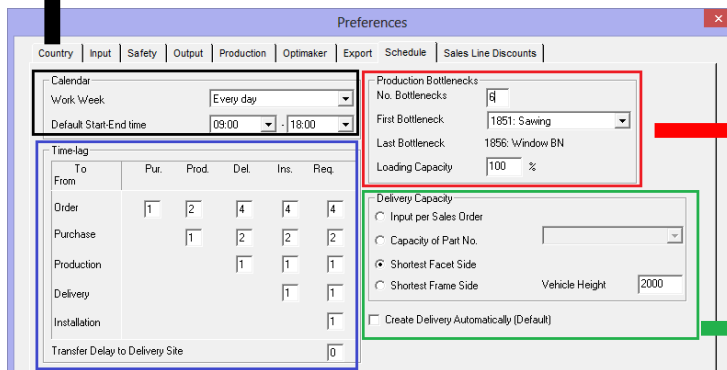 Preferences
Country Input Safety Output Production Optimaker Export Schedule Sales Line Discounts
Calendar
Work Week Every day
Default Start-End time 09:00 - 18:00
Time-lag
To Pur. Prod. Del. Ins. Req.
From
Order 1 2 4 4 4
Purchase 1 2 2 2
Production 1 1 1
Delivery 1 1
Installation 1
Transfer Delay to Delivery Site 0
Production Bottlenecks
No. Bottlenecks 6
First Bottleneck 1851: Sawing
Last Bottleneck 1856: Window BN
Loading Capacity 100 %
Delivery Capacity
Input per Sales Order
Capacity of Part No.
Shortest Facet Side
Shortest Frame Side Vehicle Height 2000
Create Delivery Automatically (Default)